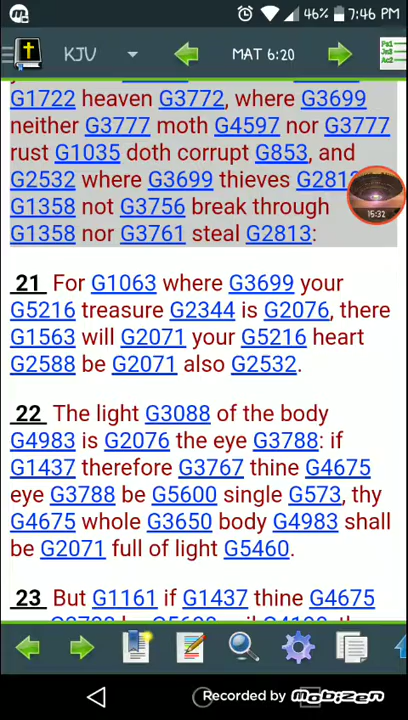 46% 7:46 PM
KJV MAT 6:20
G1722 heaven G3772, where G3699
neither G3777 moth G4597 nor G3777
rust G1035 doth corrupt G853, and
G2532 where G3699 thieves G2812
G1358 not G3756 break through
15:32
G1358 nor G3761 steal G2813:
21 For G1063 where G3699 your
G5216 treasure G2344 is G2076, there
G1563 will G2071 your G5216 heart
G2588 be G2071 also G2532.
22 The light G3088 of the body
G4983 is G2076 the eye G3788: if
G1437 therefore G3767 thine G4675
eye G3788 be G5600 single G573, thy
G4675 whole G3650 body G4983 shall
be G2071 full of light G5460.
23 But G1161 if G1437 thine G4675
Recorded by mobizen